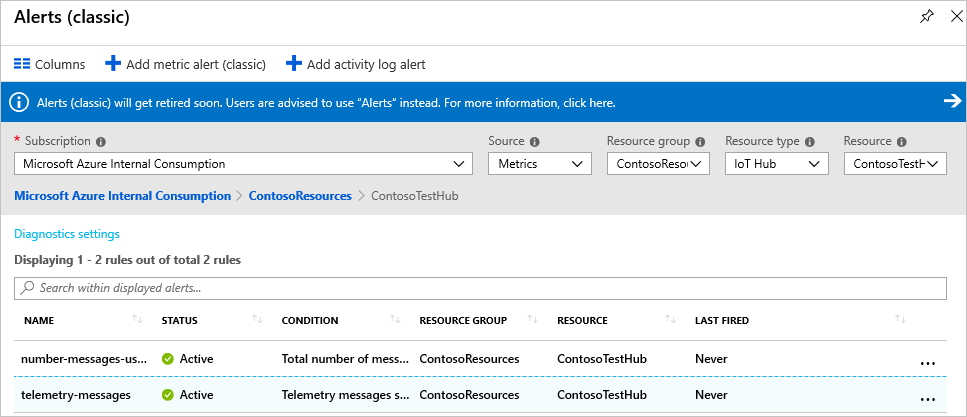 Alerts (classic)
Columns Add metric alert (classic) Add activity log alert
Alerts (classic) will get retired soon. Users are advised to use “Alerts” instead. For more information, click here.
* Subscription Source Resource group Resource type Resource
Microsoft Azure Internal Consumption Metrics ContosoResou IoT Hub ContosoTestH
Microsoft Azure Internal Consumption > ContosoResources > ContosoTestHub
Diagnostics settings
Displaying 1 - 2 rules out of total 2 rules
Search within displayed alerts...
NAME STATUS CONDITION RESOURCE GROUP RESOURCE LAST FIRED
number-messages-us... Active Total number of mess... ContosoResources ContosoTestHub Never ...
telemetry-messages Active Telemetry messages s... ContosoResources ContosoTestHub Never ...